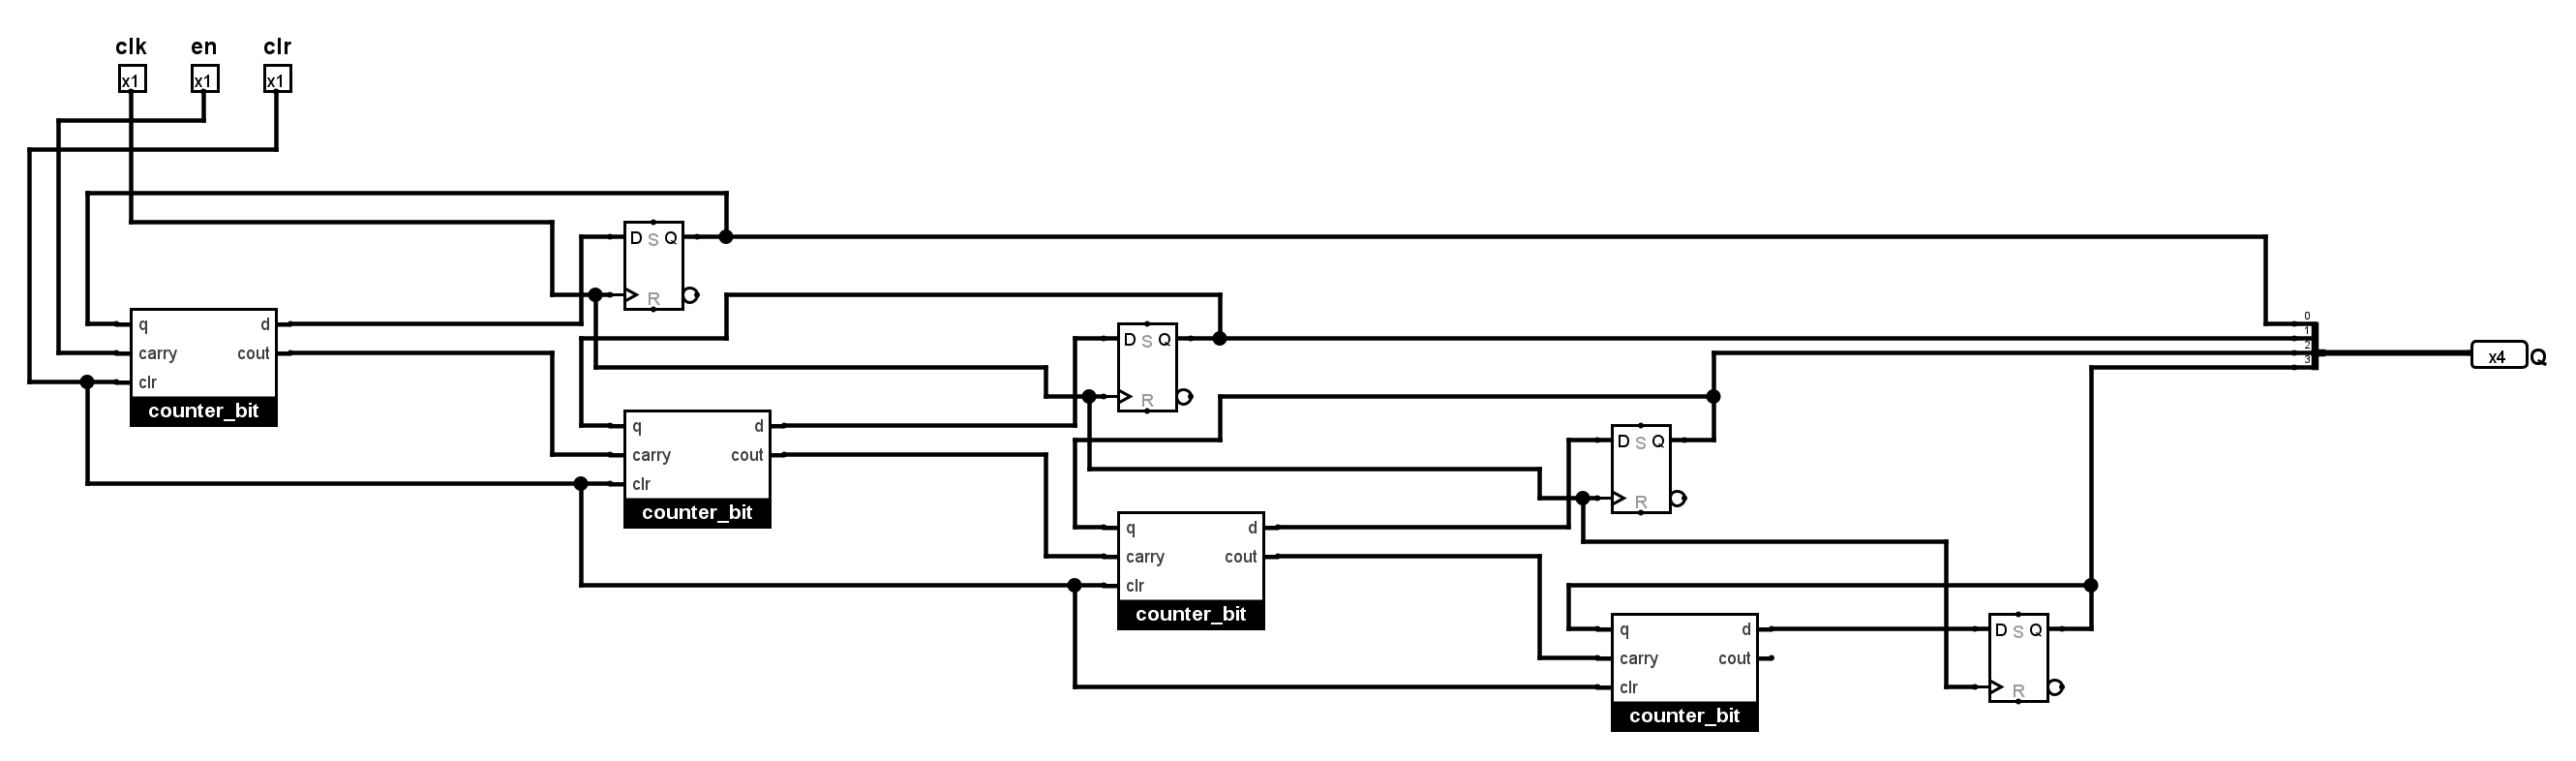 clk en clr
x1 x1 x1
D S Q
R
q d
carry cout
clr
counter_bit
D S Q
R
q d
carry cout
clr
counter_bit
D S Q
R
q d
carry cout
clr
counter_bit
D S Q
R
q d
carry cout
clr
counter_bit
0
1
2
3
x4 Q